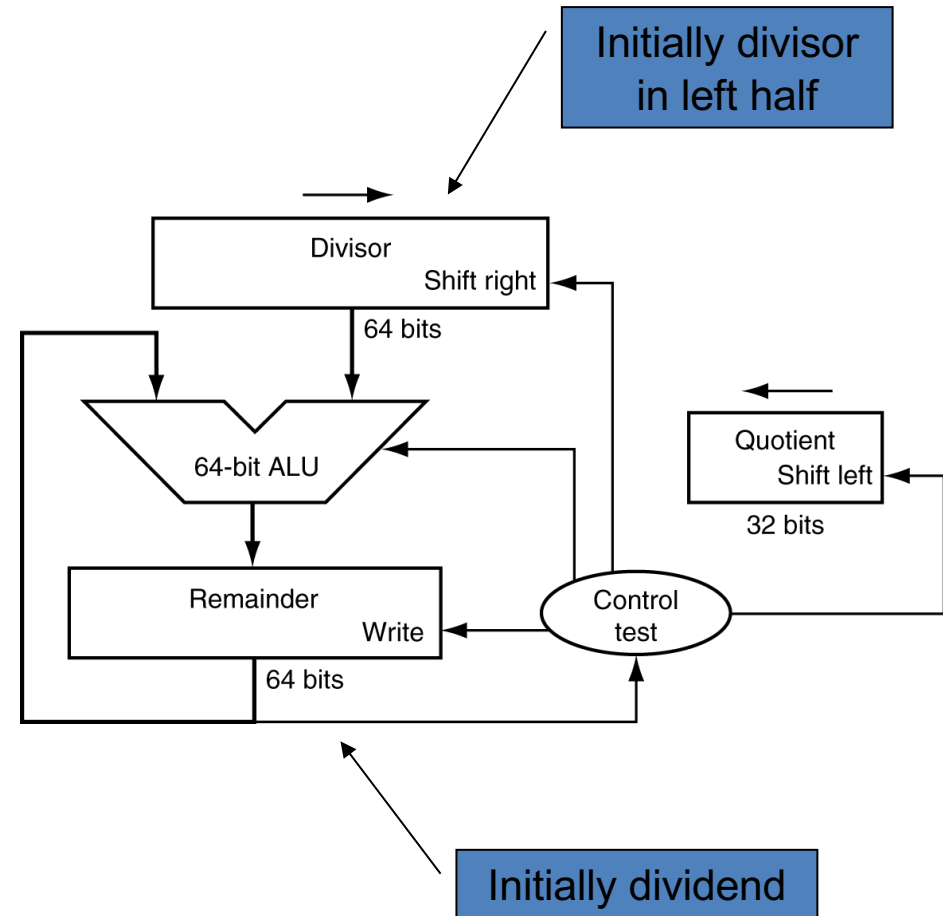 Initially divisor
in left half
Divisor
Shift right
64 bits
64-bit ALU
Quotient
Shift left
32 bits
Remainder
Write
64 bits
Control
test
Initially dividend